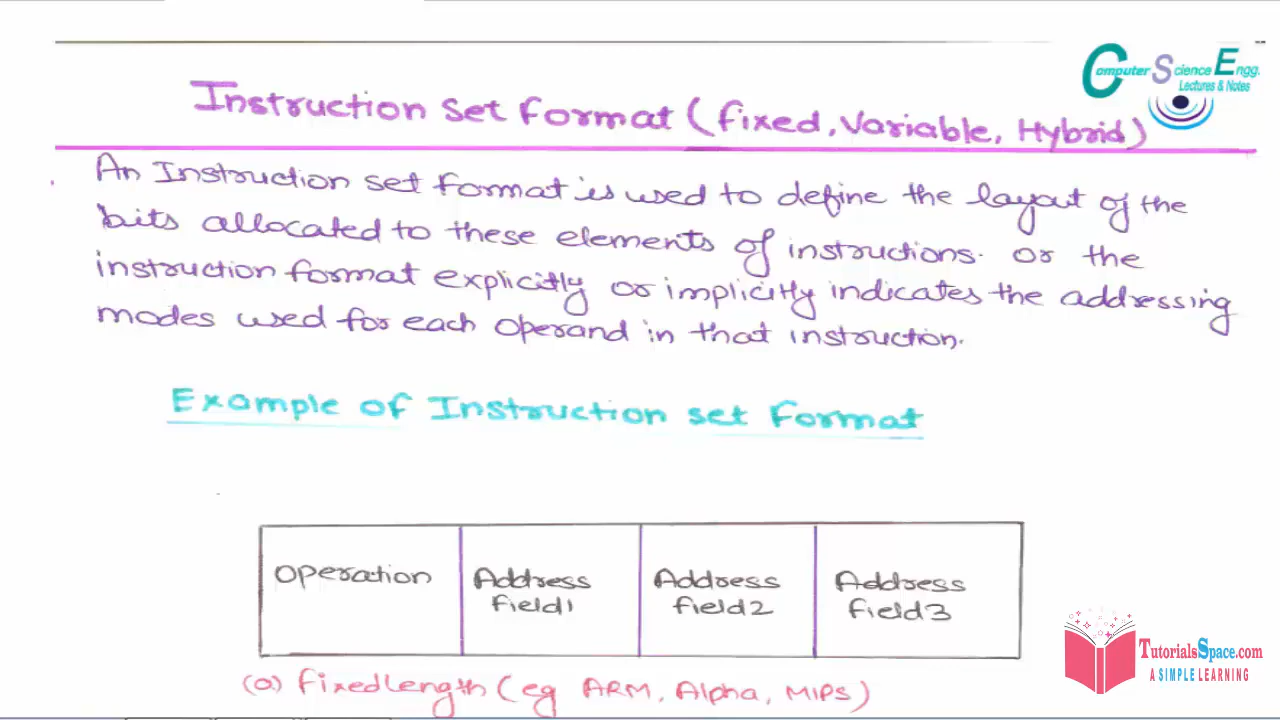 Computer Science Engg.
Lectures & Notes
Instruction Set Format (fixed, Variable, Hybrid)
An Instruction set format is used to define the layout of the
bits allocated to these elements of instructions. or the
instruction format explicitly or implicitly indicates the addressing
modes used for each operand in that instruction.
Example of Instruction set Format
Operation
Address
field1
Address
field2
Address
field3
(a) fixed length (eg ARM, Alpha, MIPS)
TutorialsSpace.com
A SIMPLE LEARNING